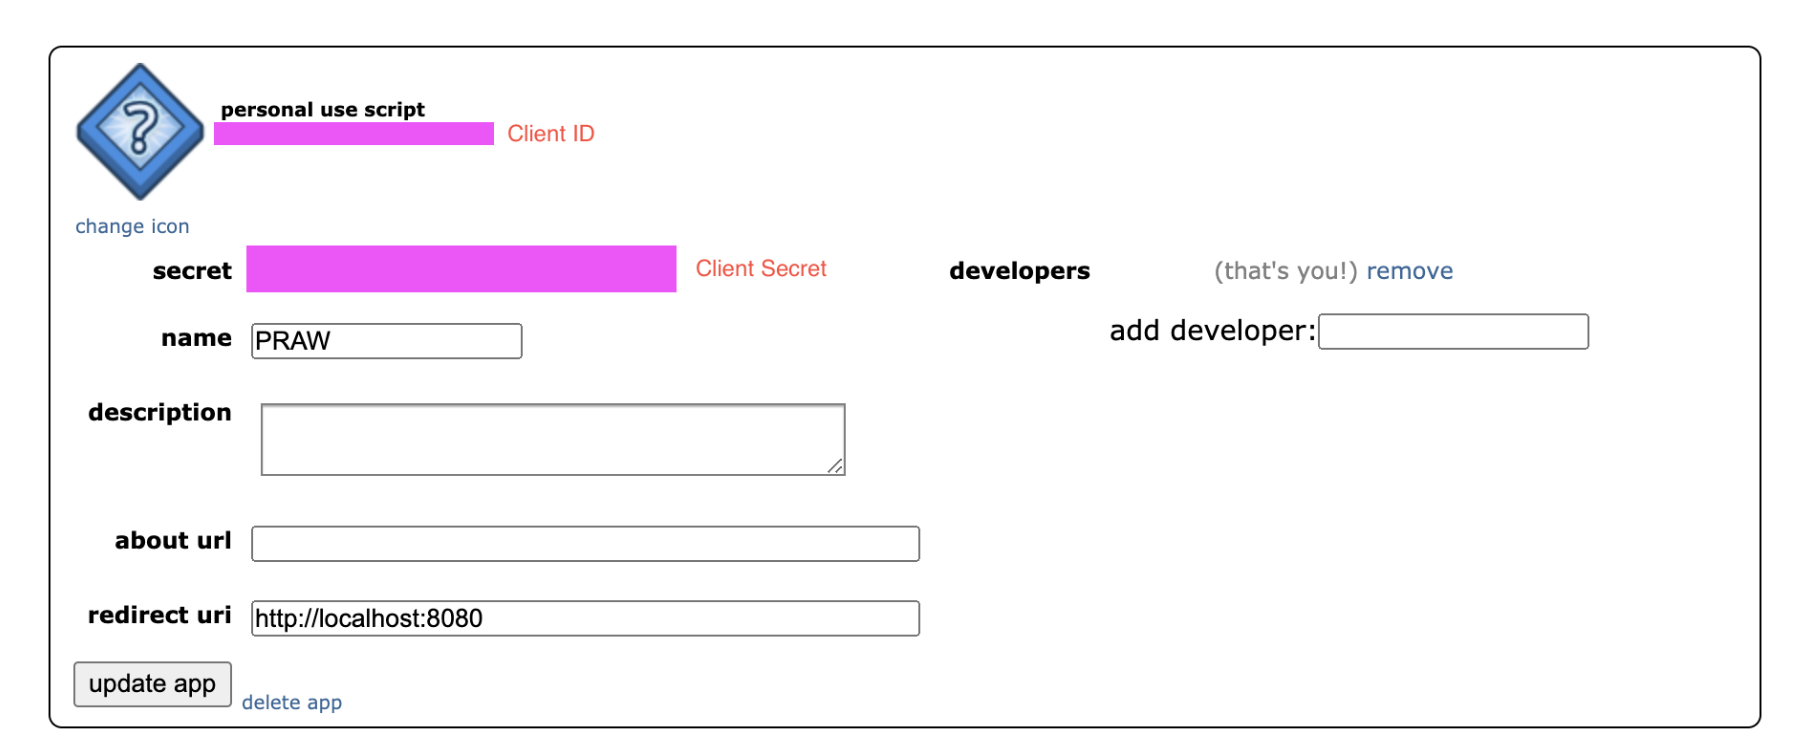 personal use script
Client ID
change icon
secret Client Secret
developers (that's you!) remove
name PRAW
add developer:
description
about url
redirect uri http://localhost:8080
update app delete app